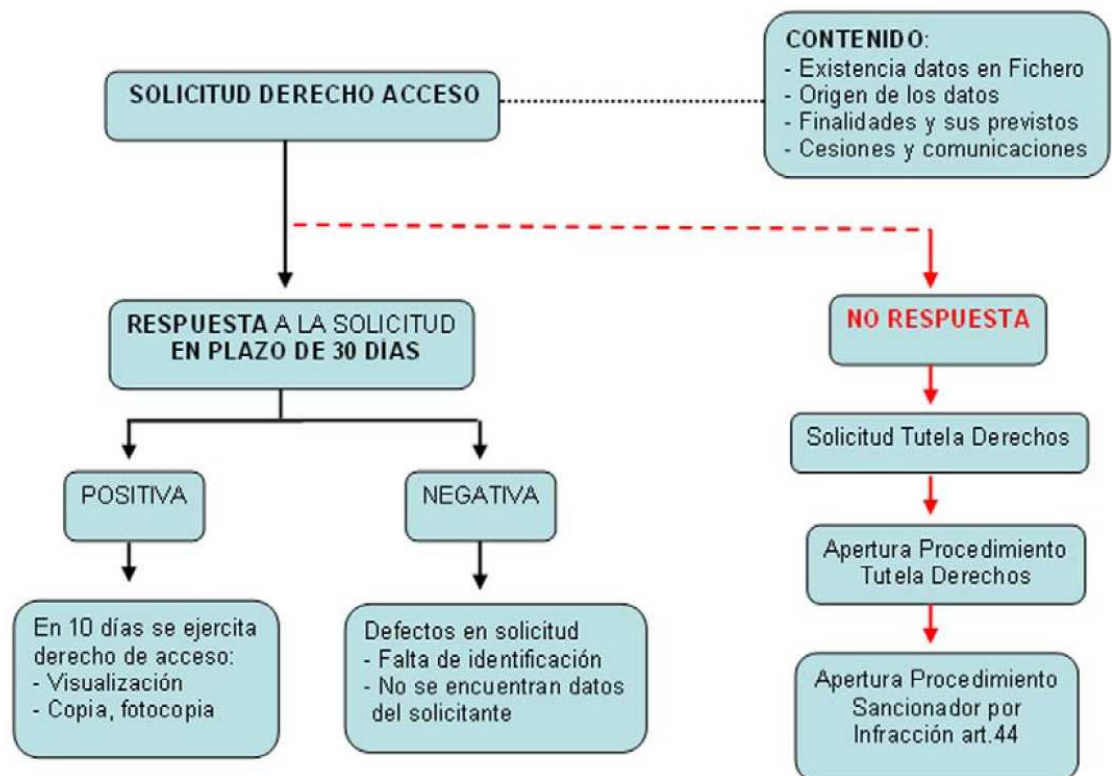 SOLICITUD DERECHO ACCESO
CONTENIDO:
- Existencia datos en Fichero
- Origen de los datos
- Finalidades y sus previstos
- Cesiones y comunicaciones
RESPUESTA A LA SOLICITUD
EN PLAZO DE 30 DÍAS
NO RESPUESTA
POSITIVA
NEGATIVA
Solicitud Tutela Derechos
Apertura Procedimiento
Tutela Derechos
En 10 días se ejercita
derecho de acceso:
- Visualización
- Copia, fotocopia
Defectos en solicitud
- Falta de identificación
- No se encuentran datos
del solicitante
Apertura Procedimiento
Sancionador por
Infracción art.44